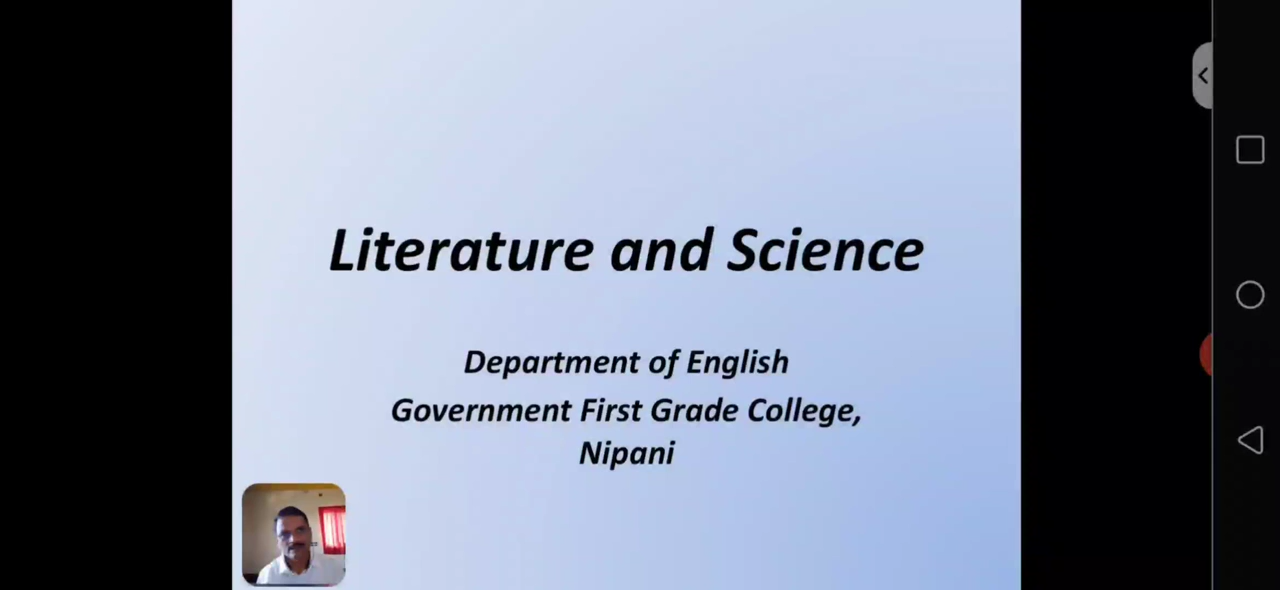 Literature and Science
Department of English
Government First Grade College,
Nipani